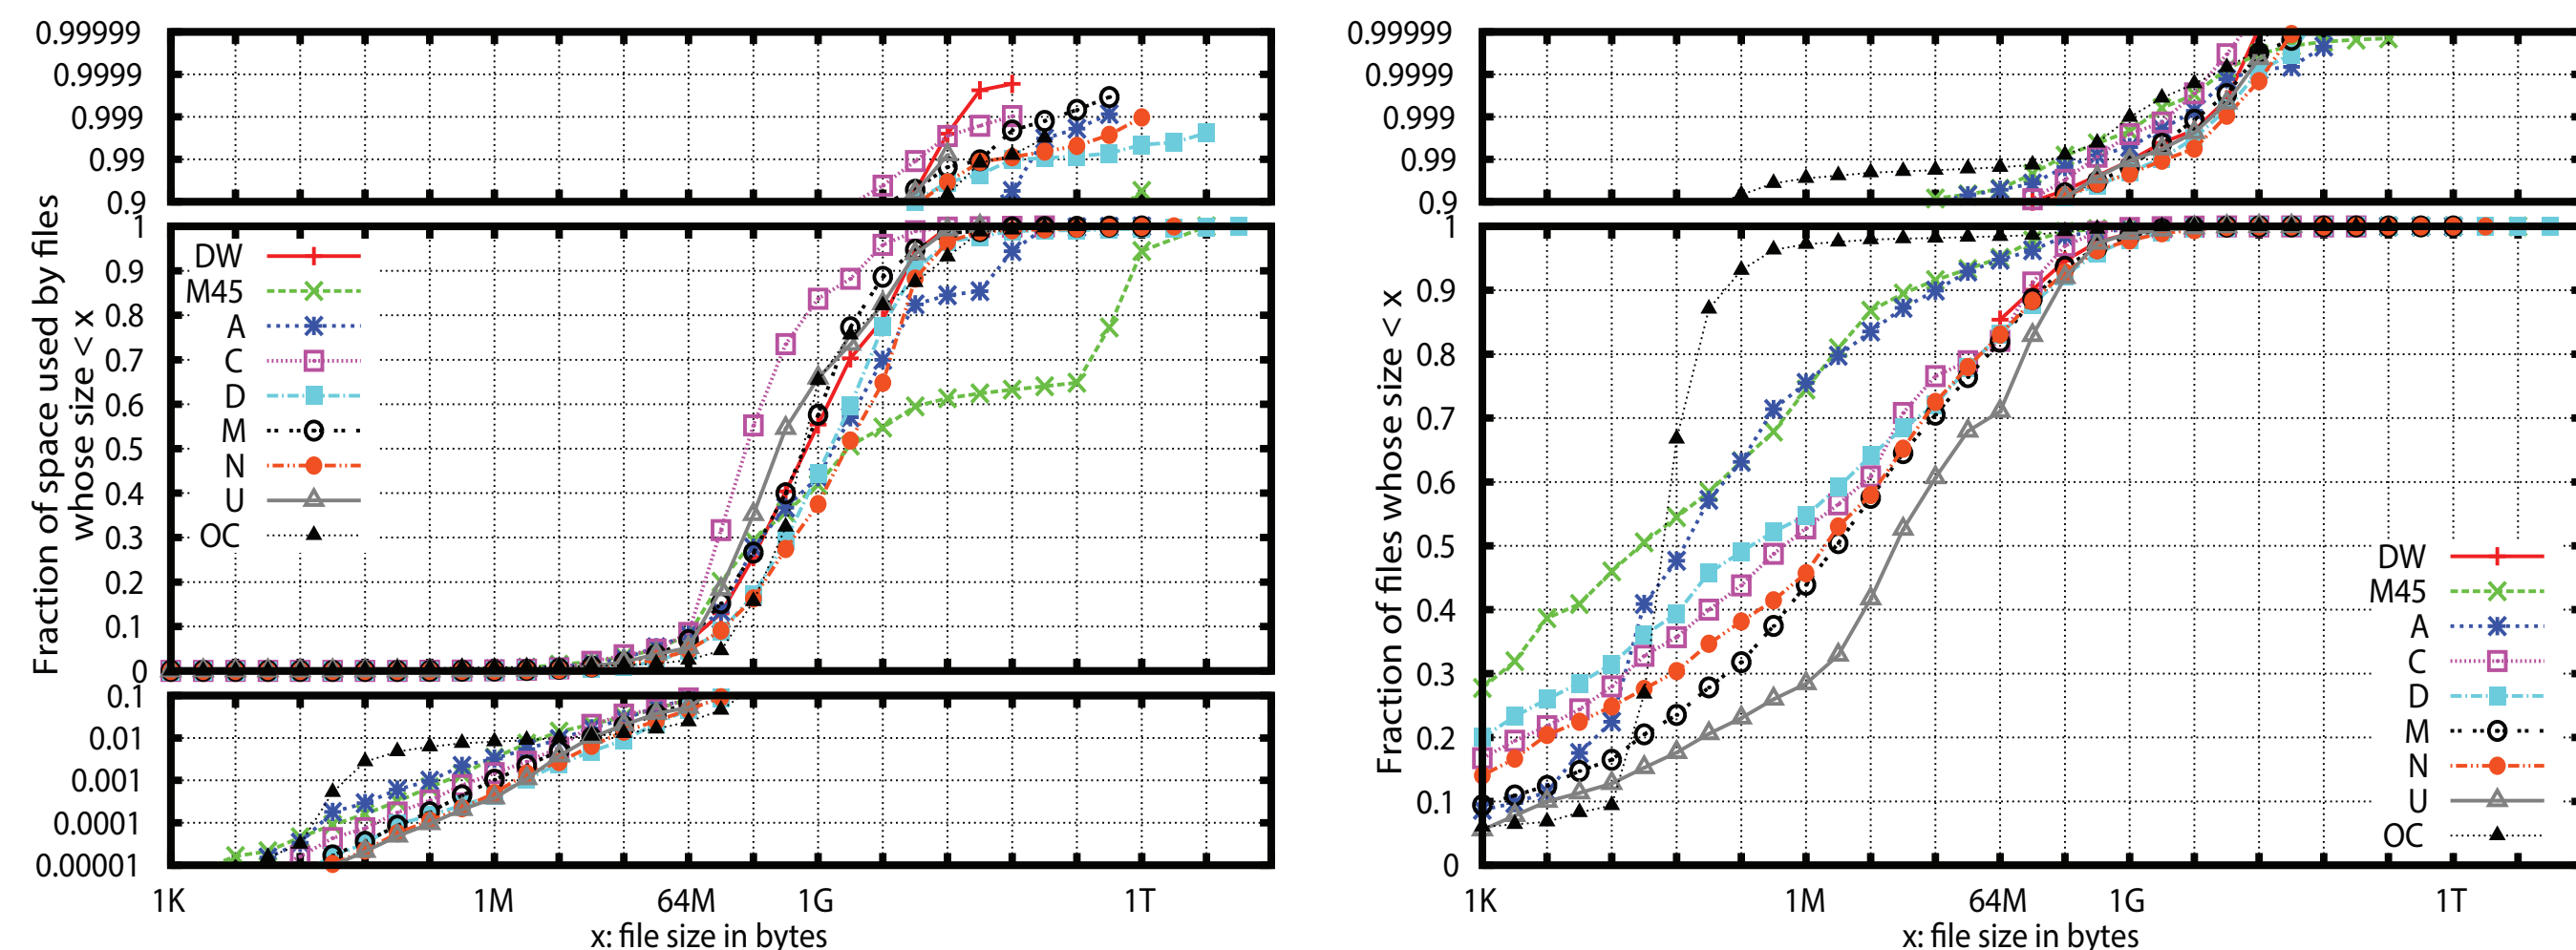 Fraction of space used by files
whose size < x
0.99999
0.9999
0.999
0.99
0.9
1
0.9
0.8
0.7
0.6
0.5
0.4
0.3
0.2
0.1
0
0.1
0.01
0.001
0.0001
0.00001
DW
M45
A
C
D
M
N
U
OC
1K
1M
64M
1G
1T
x: file size in bytes
Fraction of files whose size < x
0.99999
0.9999
0.999
0.99
0.9
1
0.9
0.8
0.7
0.6
0.5
0.4
0.3
0.2
0.1
0
DW
M45
A
C
D
M
N
U
OC
1K
1M
64M
1G
1T
x: file size in bytes